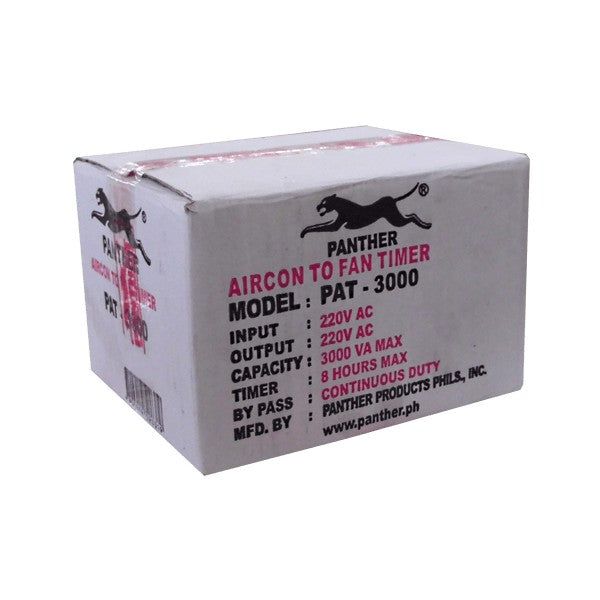 PANTHER
PAT - 3000
®
PANTHER
AIRCON TO FAN TIMER
MODEL : PAT - 3000
INPUT : 220V AC
OUTPUT : 220V AC
CAPACITY : 3000 VA MAX
TIMER : 8 HOURS MAX
BY PASS : CONTINUOUS DUTY
MFD. BY : PANTHER PRODUCTS PHILS., INC.
www.panther.ph